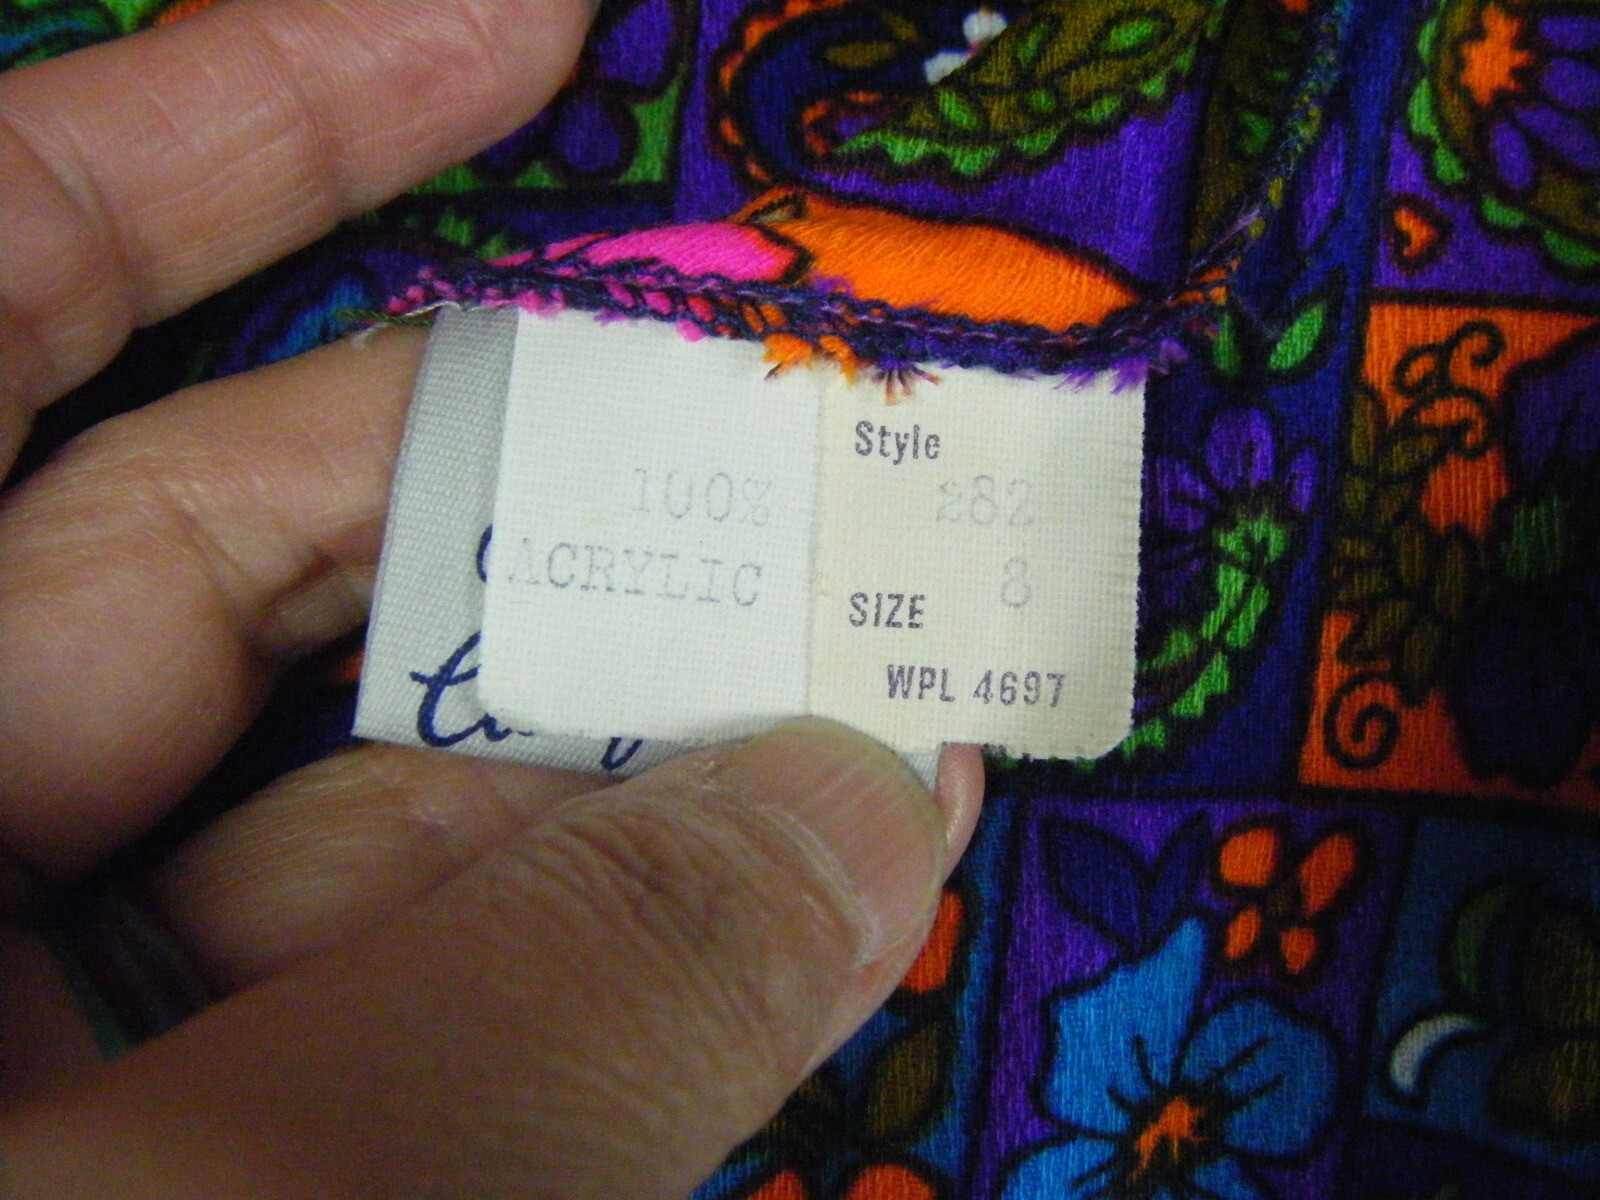 100%
ACRYLIC
Style
282
SIZE 8
WPL 4697